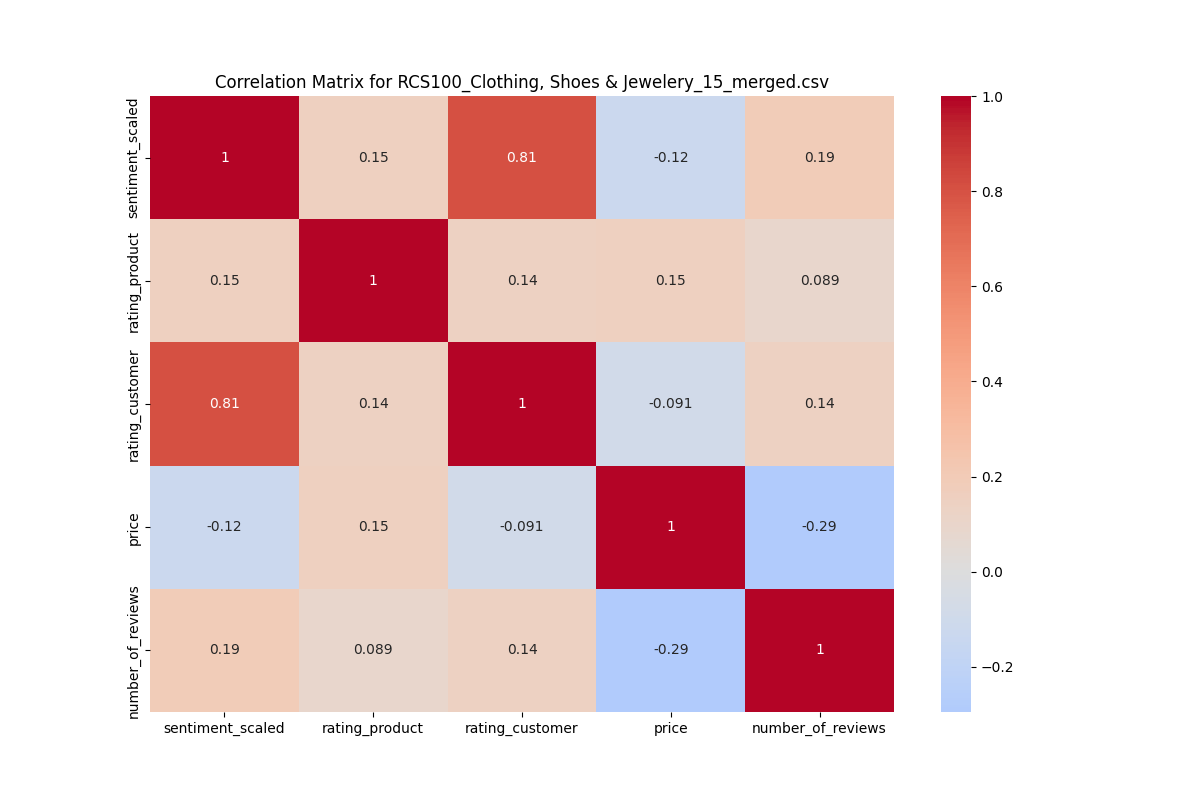 Correlation Matrix for RCS100_Clothing, Shoes & Jewelery_15_merged.csv
sentiment_scaled 1 0.15 0.81 -0.12 0.19
rating_product 0.15 1 0.14 0.15 0.089
rating_customer 0.81 0.14 1 -0.091 0.14
price -0.12 0.15 -0.091 1 -0.29
number_of_reviews 0.19 0.089 0.14 -0.29 1
sentiment_scaled rating_product rating_customer price number_of_reviews
1.0
0.8
0.6
0.4
0.2
0.0
−0.2